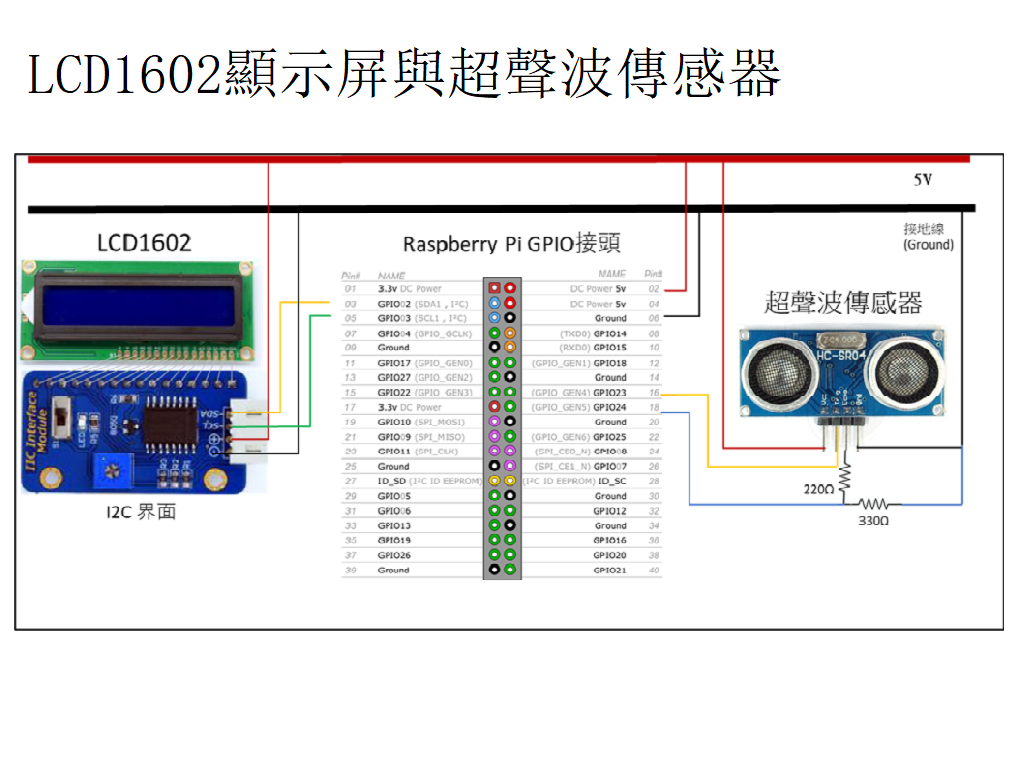 LCD1602顯示屏與超聲波傳感器
5V
接地線
(Ground)
LCD1602
Raspberry Pi GPIO接頭
超聲波傳感器
Pin# NAME NAME Pin#
01 3.3v DC Power DC Power 5v 02
03 GPIO02 (SDA1 , I²C) DC Power 5v 04
05 GPIO03 (SCL1 , I²C) Ground 06
07 GPIO04 (GPIO_GCLK) (TXD0) GPIO14 08
09 Ground (RXD0) GPIO15 10
11 GPIO17 (GPIO_GEN0) (GPIO_GEN1) GPIO18 12
13 GPIO27 (GPIO_GEN2) Ground 14
15 GPIO22 (GPIO_GEN3) (GPIO_GEN4) GPIO23 16
17 3.3v DC Power (GPIO_GEN5) GPIO24 18
19 GPIO10 (SPI_MOSI) Ground 20
21 GPIO09 (SPI_MISO) (GPIO_GEN6) GPIO25 22
23 GPIO11 (SPI_CLK) (SPI_CE0_N) GPIO08 24
25 Ground (SPI_CE1_N) GPIO07 26
27 ID_SD (I²C ID EEPROM) (I²C ID EEPROM) ID_SC 28
29 GPIO05 Ground 30
31 GPIO06 GPIO12 32
33 GPIO13 Ground 34
35 GPIO19 GPIO16 36
37 GPIO26 GPIO20 38
39 Ground GPIO21 40
HC-SR04
I2C Interface
Module
SDA
SCL
S1
LED
R5
R3
R2
R1
I2C 界面
220Ω
330Ω